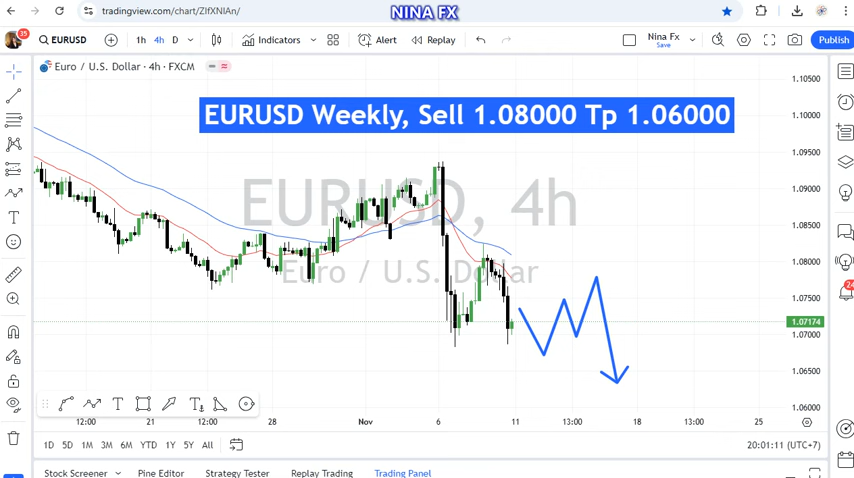 NINA FX
tradingview.com/chart/ZIfXNIAn/
35
EURUSD
1h 4h D
Indicators
Alert
Replay
Nina Fx
Save
Publish
Euro / U.S. Dollar · 4h · FXCM
EURUSD Weekly, Sell 1.08000 Tp 1.06000
EURUSD, 4h
Euro / U.S. Dollar
1.10500
1.10000
1.09500
1.09000
1.08500
1.08000
1.07500
1.07174
1.07000
1.06500
1.06000
24
12:00 21 12:00 28 Nov 6 11 13:00 18 13:00 25
1D 5D 1M 3M 6M YTD 1Y 5Y All
20:01:11 (UTC+7)
Stock Screener Pine Editor Strategy Tester Replay Trading Trading Panel